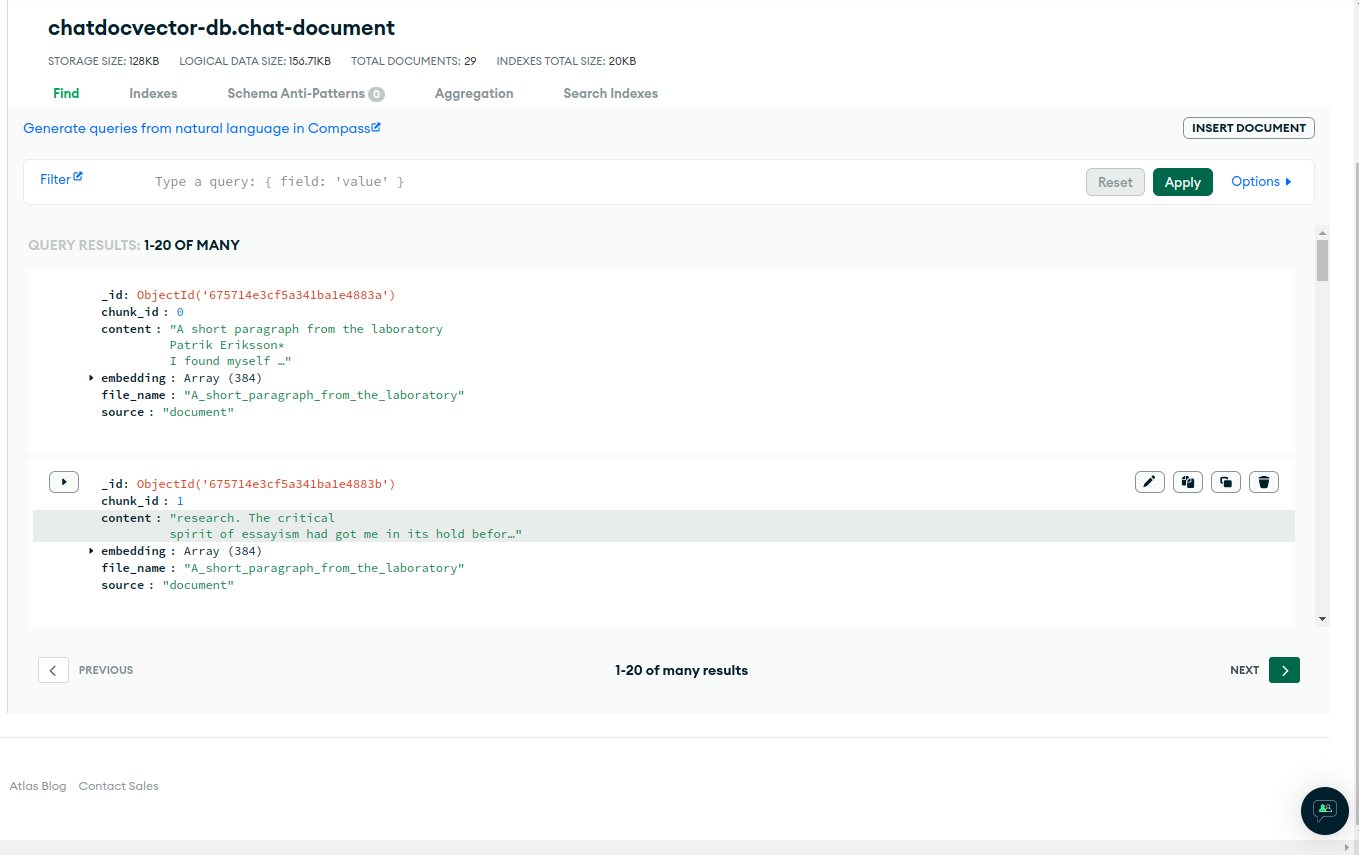 chatdocvector-db.chat-document
STORAGE SIZE: 128KB LOGICAL DATA SIZE: 156.71KB TOTAL DOCUMENTS: 29 INDEXES TOTAL SIZE: 20KB
Find Indexes Schema Anti-Patterns 0 Aggregation Search Indexes
Generate queries from natural language in Compass
INSERT DOCUMENT
Filter Type a query: { field: 'value' } Reset Apply Options
QUERY RESULTS: 1-20 OF MANY
_id: ObjectId('675714e3cf5a341ba1e4883a')
chunk_id : 0
content : "A short paragraph from the laboratory
Patrik Eriksson*
I found myself …"
embedding : Array (384)
file_name : "A_short_paragraph_from_the_laboratory"
source : "document"
_id: ObjectId('675714e3cf5a341ba1e4883b')
chunk_id : 1
content : "research. The critical
spirit of essayism had got me in its hold befor…"
embedding : Array (384)
file_name : "A_short_paragraph_from_the_laboratory"
source : "document"
PREVIOUS 1-20 of many results NEXT
Atlas Blog Contact Sales